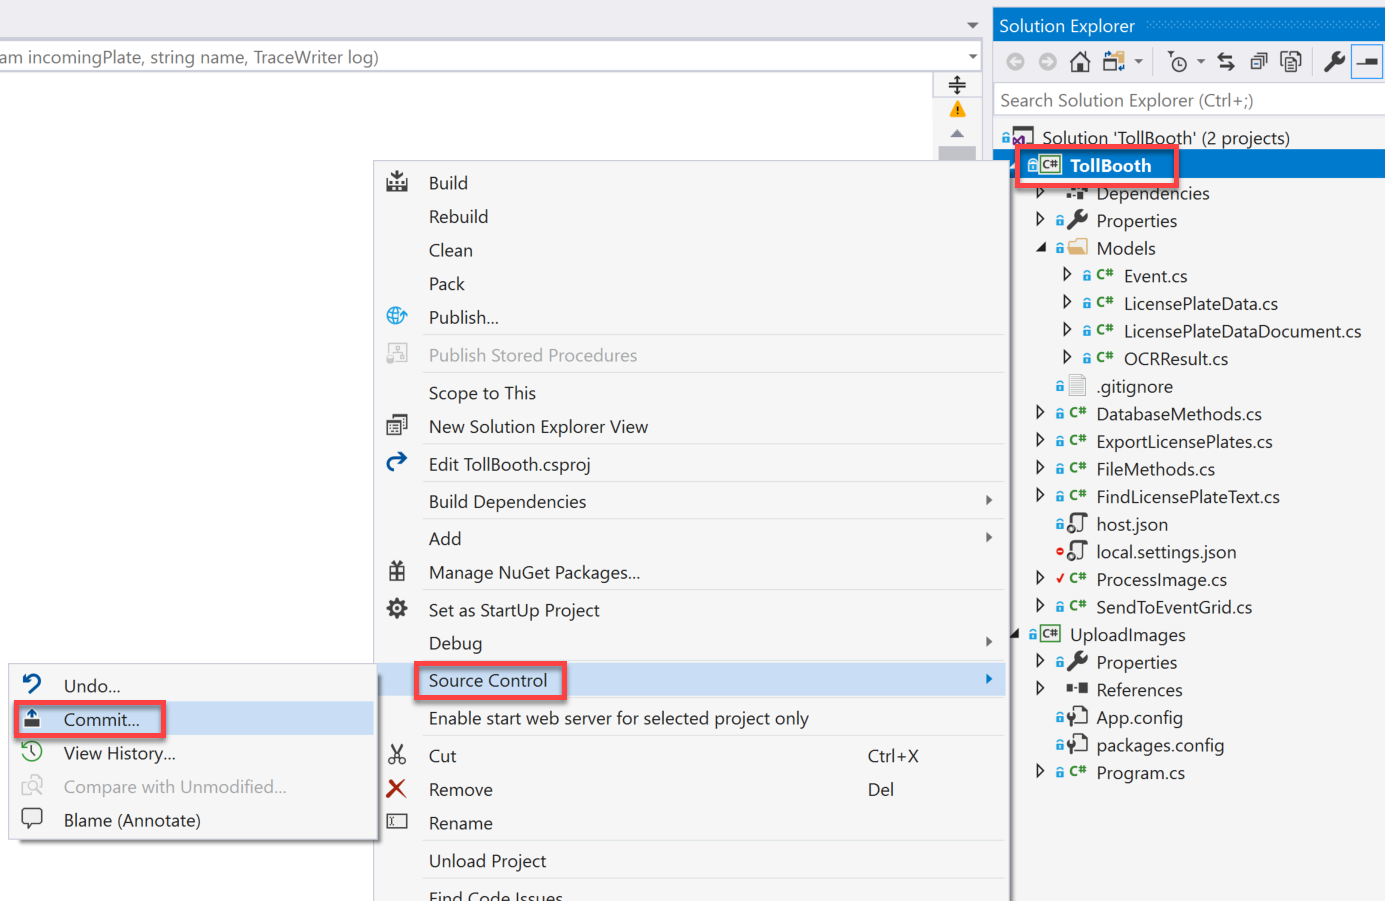 am incomingPlate, string name, TraceWriter log)
Solution Explorer
Search Solution Explorer (Ctrl+;)
Solution 'TollBooth' (2 projects)
C# TollBooth
Dependencies
Properties
Models
C# Event.cs
C# LicensePlateData.cs
C# LicensePlateDataDocument.cs
C# OCRResult.cs
.gitignore
C# DatabaseMethods.cs
C# ExportLicensePlates.cs
C# FileMethods.cs
C# FindLicensePlateText.cs
host.json
local.settings.json
C# ProcessImage.cs
C# SendToEventGrid.cs
C# UploadImages
Properties
References
App.config
packages.config
C# Program.cs
Build
Rebuild
Clean
Pack
Publish...
Publish Stored Procedures
Scope to This
New Solution Explorer View
Edit TollBooth.csproj
Build Dependencies
Add
Manage NuGet Packages...
Set as StartUp Project
Debug
Source Control
Enable start web server for selected project only
Cut Ctrl+X
Remove Del
Rename
Unload Project
Find Code Issues
Undo...
Commit...
View History...
Compare with Unmodified...
Blame (Annotate)